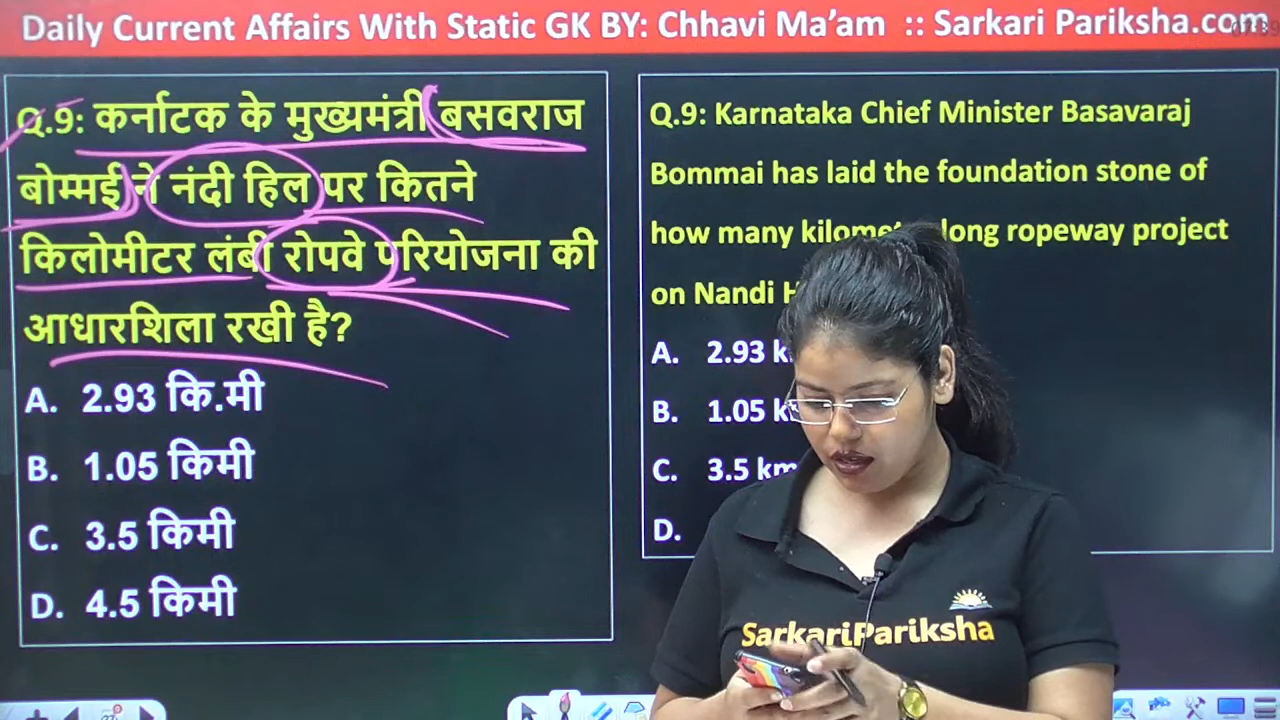 Daily Current Affairs With Static GK BY: Chhavi Ma’am :: Sarkari Pariksha.com
Q.9: कर्नाटक के मुख्यमंत्री बसवराज
बोम्मई ने नंदी हिल पर कितने
किलोमीटर लंबी रोपवे परियोजना की
आधारशिला रखी है?
A. 2.93 कि.मी
B. 1.05 किमी
C. 3.5 किमी
D. 4.5 किमी
Q.9: Karnataka Chief Minister Basavaraj
Bommai has laid the foundation stone of
how many long ropeway project
on Nandi
A. 2.93
B. 1.05
C. 3.5 km
D.
SarkariPariksha